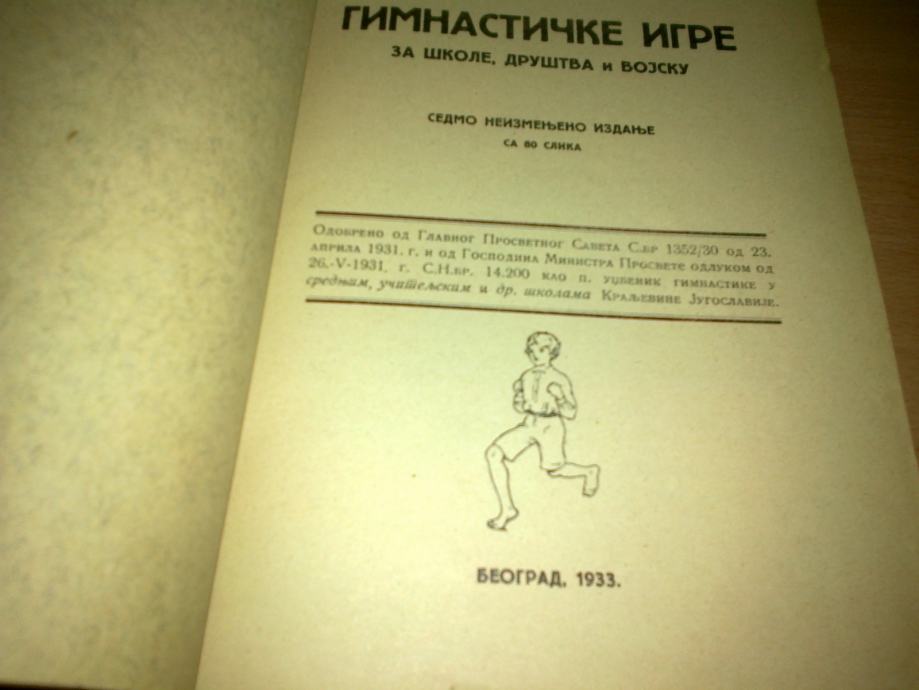 ГИМНАСТИЧКЕ ИГРЕ
ЗА ШКОЛЕ, ДРУШТВА и ВОЈСКУ
СЕДМО НЕИЗМЕЊЕНО ИЗДАЊЕ
СА 80 СЛИКА
Одобрено од Главног Просветног Савета С.бр 1352/30 од 23.
априла 1931. г. и од Господина Министра Просвете одлуком од
26.-V-1931. г. С.Н.бр. 14.200 као п. уџбеник гимнастике у
средњим, учитељским и др. школама Краљевине Југославије.
БЕОГРАД, 1933.